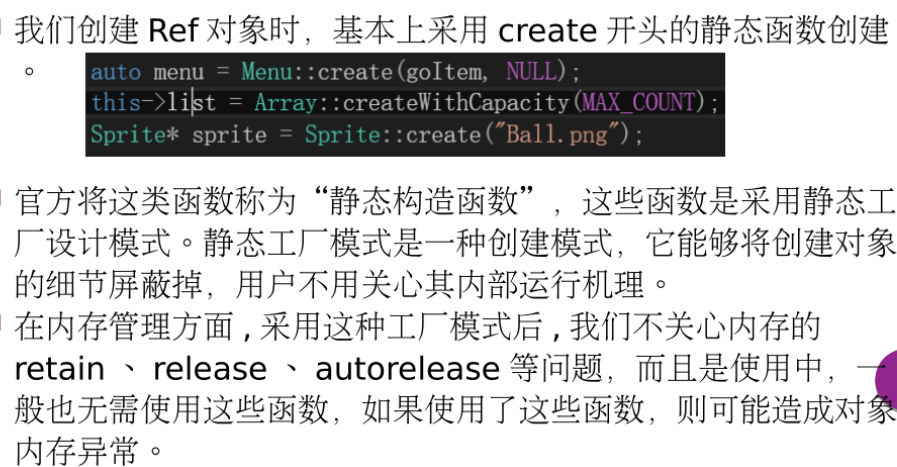 我们创建 Ref 对象时，基本上采用 create 开头的静态函数创建
。
auto menu = Menu::create(goItem, NULL);
this->list = Array::createWithCapacity(MAX_COUNT);
Sprite* sprite = Sprite::create("Ball.png");
官方将这类函数称为“静态构造函数”，这些函数是采用静态工
厂设计模式。静态工厂模式是一种创建模式，它能够将创建对象
的细节屏蔽掉，用户不用关心其内部运行机理。
在内存管理方面 , 采用这种工厂模式后 , 我们不关心内存的
retain 、 release 、 autorelease 等问题，而且是使用中，一
般也无需使用这些函数，如果使用了这些函数，则可能造成对象
内存异常。